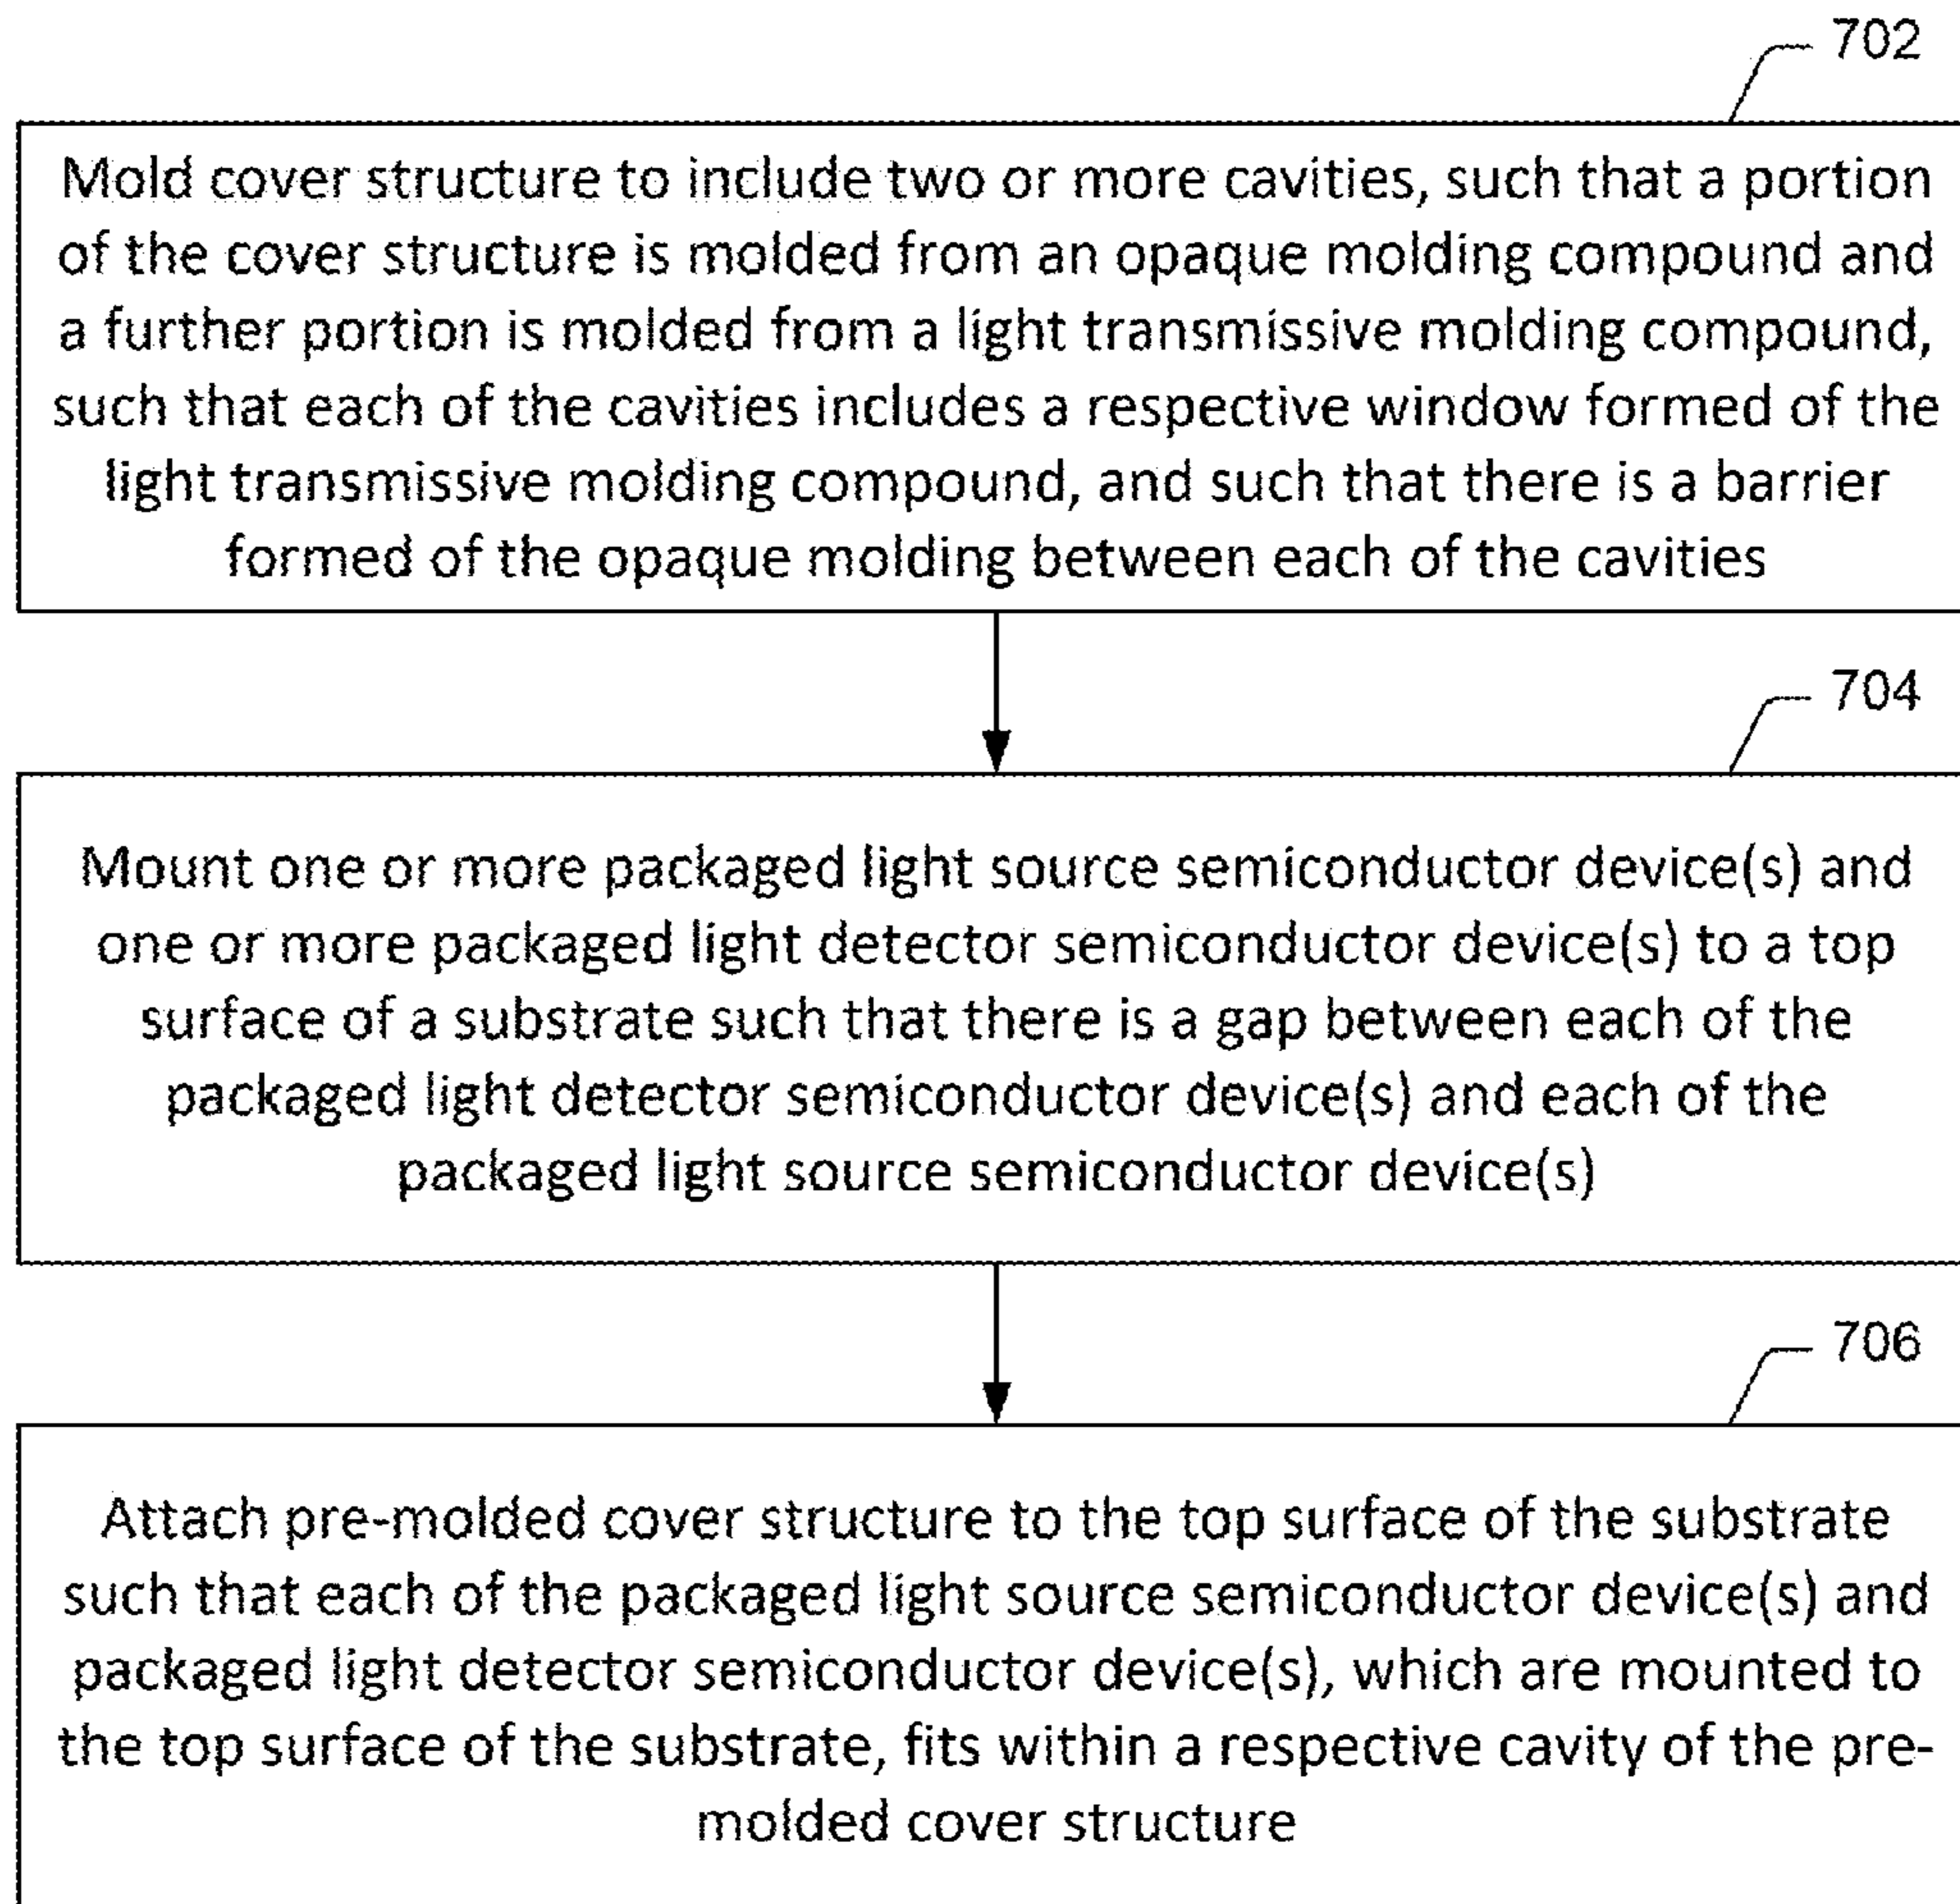 702
Mold cover structure to include two or more cavities, such that a portion
of the cover structure is molded from an opaque molding compound and
a further portion is molded from a light transmissive molding compound,
such that each of the cavities includes a respective window formed of the
light transmissive molding compound, and such that there is a barrier
formed of the opaque molding between each of the cavities
704
Mount one or more packaged light source semiconductor device(s) and
one or more packaged light detector semiconductor device(s) to a top
surface of a substrate such that there is a gap between each of the
packaged light detector semiconductor device(s) and each of the
packaged light source semiconductor device(s)
706
Attach pre-molded cover structure to the top surface of the substrate
such that each of the packaged light source semiconductor device(s) and
packaged light detector semiconductor device(s), which are mounted to
the top surface of the substrate, fits within a respective cavity of the pre-
molded cover structure